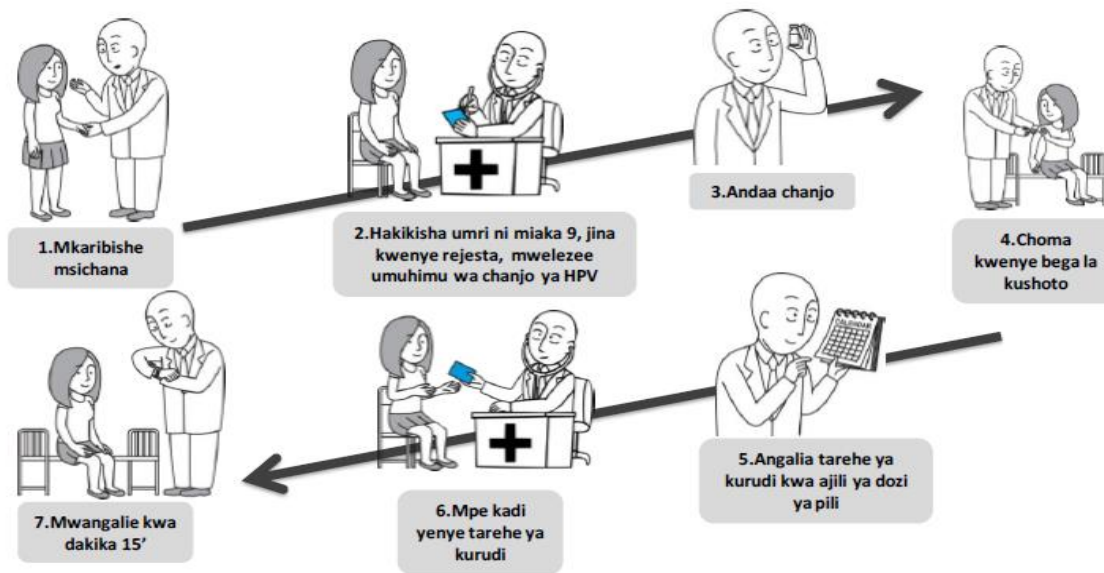 1.Mkaribishe
msichana
2.Hakikisha umri ni miaka 9, jina
kwenye rejesta, mwelezee
umuhimu wa chanjo ya HPV
3.Andaa chanjo
4.Choma
kwenye bega la
kushoto
CALENDAR
5.Angalia tarehe ya
kurudi kwa ajili ya dozi
ya pili
6.Mpe kadi
yenye tarehe ya
kurudi
7.Mwangalie kwa
dakika 15’